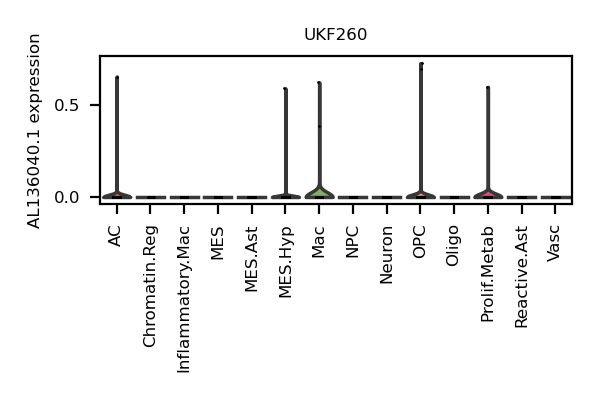 UKF260
AL136040.1 expression
0.5
0.0
AC
Chromatin.Reg
Inflammatory.Mac
MES
MES.Ast
MES.Hyp
Mac
NPC
Neuron
OPC
Oligo
Prolif.Metab
Reactive.Ast
Vasc